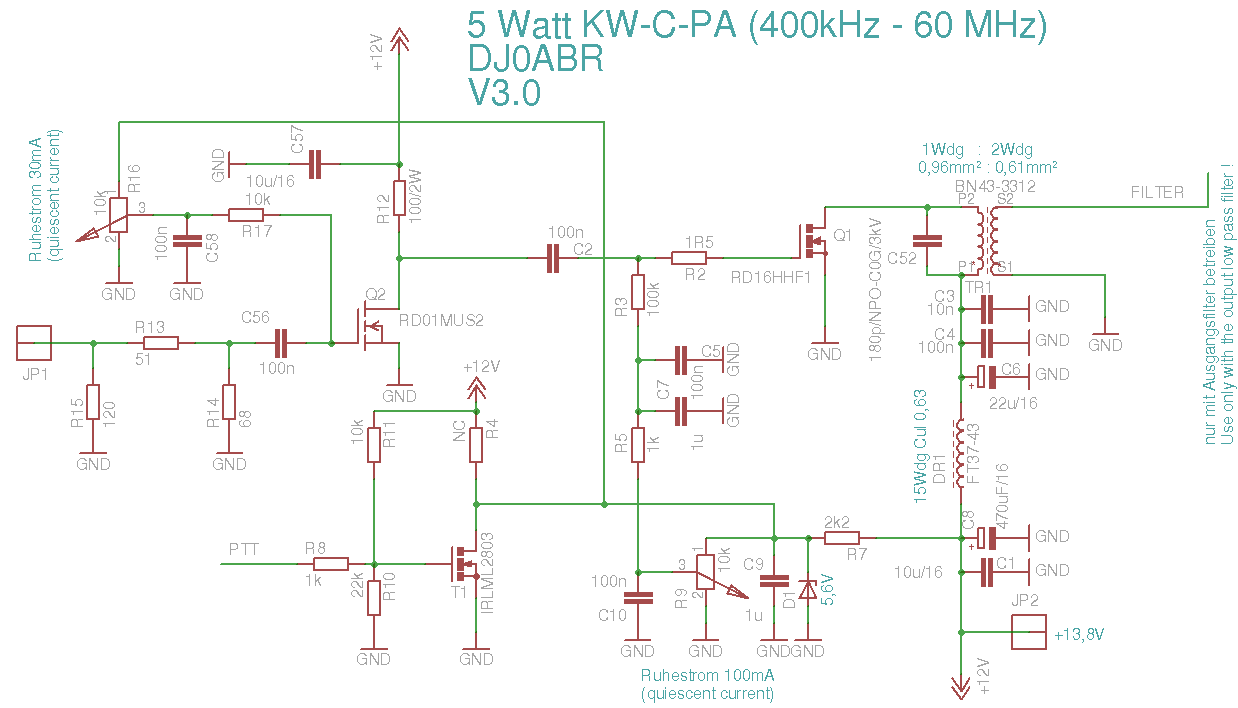 5 Watt KW-C-PA (400kHz - 60 MHz)
DJ0ABR
V3.0
+12V
Ruhestrom 30mA
(quiescent current)
R16
10k
1
3
2
GND
C57
GND
10u/16
10k
R17
100n
C58
GND
R12
100/2W
100n
C2
Q2
RD01MUS2
GND
JP1
R13
51
C56
100n
R15
120
GND
R14
68
GND
+12V
10k
R11
NC
R4
PTT
R8
1k
22k
R10
GND
T1
IRLML2803
GND
1R5
R2
R3
100k
Q1
RD16HHF1
GND
C5
100n
GND
C7
1u
GND
R5
1k
100n
C10
GND
3
1
10k
2
R9
GND
Ruhestrom 100mA
(quiescent current)
C9
1u
GND
D1
5,6V
GND
2k2
R7
1Wdg : 2Wdg
0,96mm² : 0,61mm²
BN43-3312
P2
S2
P1
S1
TR1
C52
180p/NPO-C0G/3kV
GND
FILTER
nur mit Ausgangsfilter betreiben
Use only with the output low pass filter !
C3
10n
GND
C4
100n
GND
C6
+
22u/16
GND
15Wdg Cul 0,63
DR1
FT37-43
C8
470uF/16
+
GND
10u/16
C1
GND
JP2
+13,8V
+12V